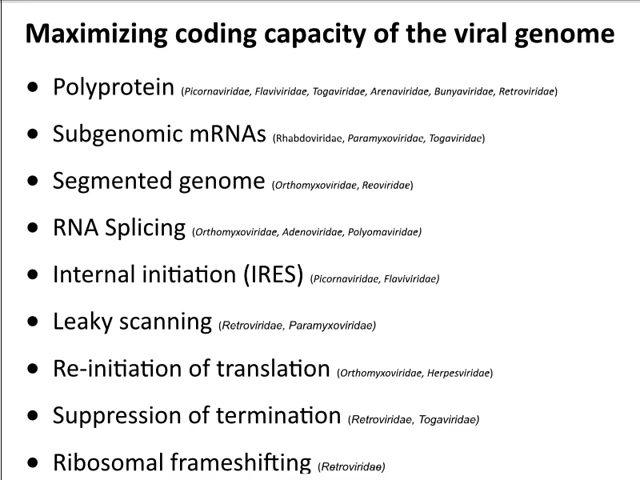 Maximizing coding capacity of the viral genome
• Polyprotein (Picornaviridae, Flaviviridae, Togaviridae, Arenaviridae, Bunyaviridae, Retroviridae)
• Subgenomic mRNAs (Rhabdoviridae, Paramyxoviridae, Togaviridae)
• Segmented genome (Orthomyxoviridae, Reoviridae)
• RNA Splicing (Orthomyxoviridae, Adenoviridae, Polyomaviridae)
• Internal initiation (IRES) (Picornaviridae, Flaviviridae)
• Leaky scanning (Retroviridae, Paramyxoviridae)
• Re-initiation of translation (Orthomyxoviridae, Herpesviridae)
• Suppression of termination (Retroviridae, Togaviridae)
• Ribosomal frameshifting (Retroviridae)